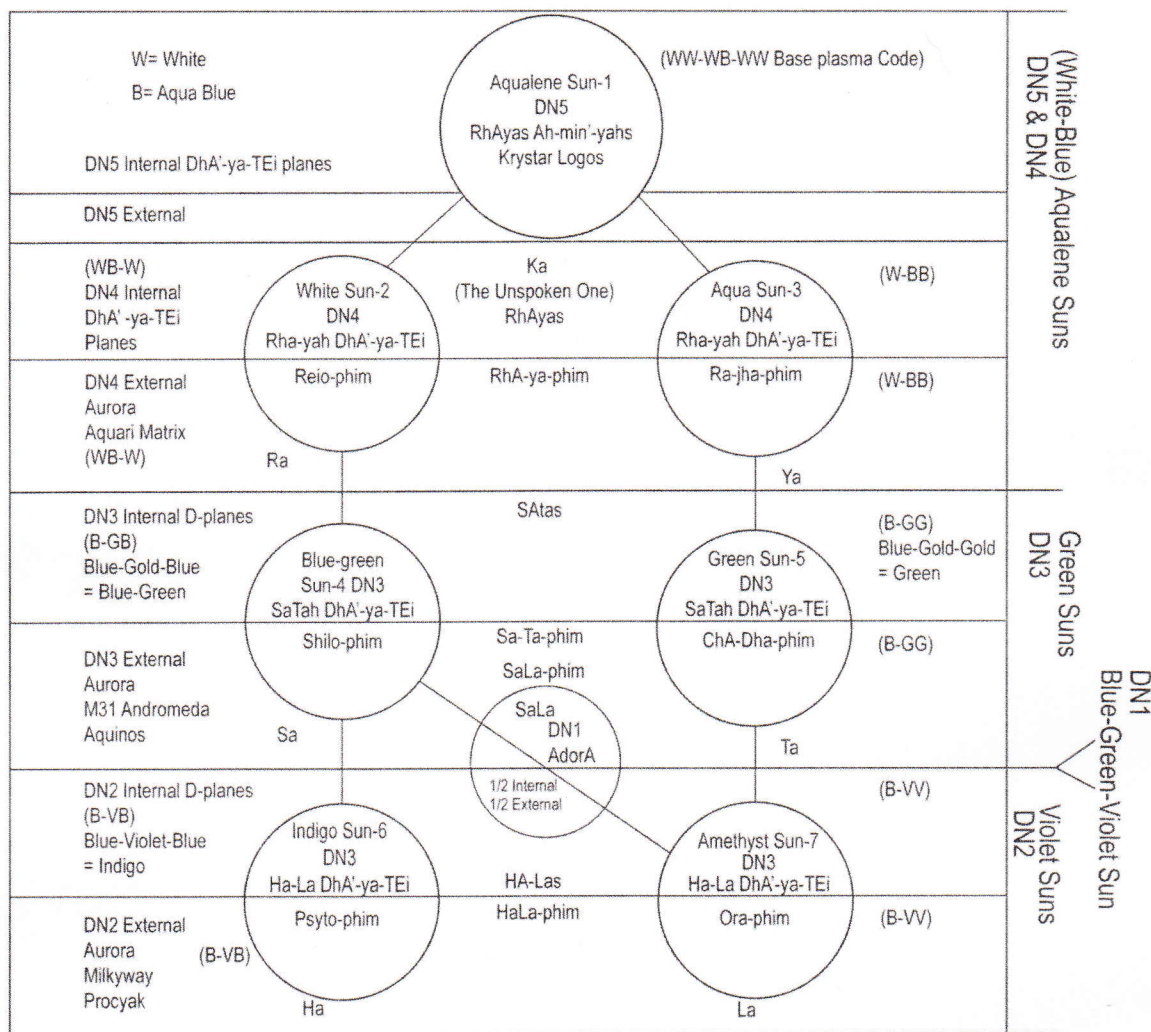 W= White
B= Aqua Blue
(WW-WB-WW Base plasma Code)
Aqualene Sun-1
DN5
RhAyas Ah-min'-yahs
Krystar Logos
DN5 Internal DhA'-ya-TEi planes
DN5 External
(White-Blue) Aqualene Suns
DN5 & DN4
(WB-W)
DN4 Internal
DhA' -ya-TEi
Planes
White Sun-2
DN4
Rha-yah DhA'-ya-TEi
Reio-phim
Ka
(The Unspoken One)
RhAyas
RhA-ya-phim
Aqua Sun-3
DN4
Rha-yah DhA'-ya-TEi
Ra-jha-phim
(W-BB)
(W-BB)
DN4 External
Aurora
Aquari Matrix
(WB-W)
Ra
Ya
DN3 Internal D-planes
(B-GB)
Blue-Gold-Blue
= Blue-Green
SAtas
Blue-green
Sun-4 DN3
SaTah DhA'-ya-TEi
Shilo-phim
Green Sun-5
DN3
SaTah DhA'-ya-TEi
ChA-Dha-phim
(B-GG)
Blue-Gold-Gold
= Green
Green Suns
DN3
(B-GG)
Sa-Ta-phim
SaLa-phim
DN3 External
Aurora
M31 Andromeda
Aquinos
Sa
SaLa
DN1
AdorA
1/2 Internal
1/2 External
Ta
DN1
Blue-Green-Violet Sun
DN2 Internal D-planes
(B-VB)
Blue-Violet-Blue
= Indigo
Indigo Sun-6
DN3
Ha-La DhA'-ya-TEi
Psyto-phim
HA-Las
HaLa-phim
Amethyst Sun-7
DN3
Ha-La DhA'-ya-TEi
Ora-phim
(B-VV)
Violet Suns
DN2
(B-VV)
DN2 External
Aurora
Milkyway
Procyak
(B-VB)
Ha
La